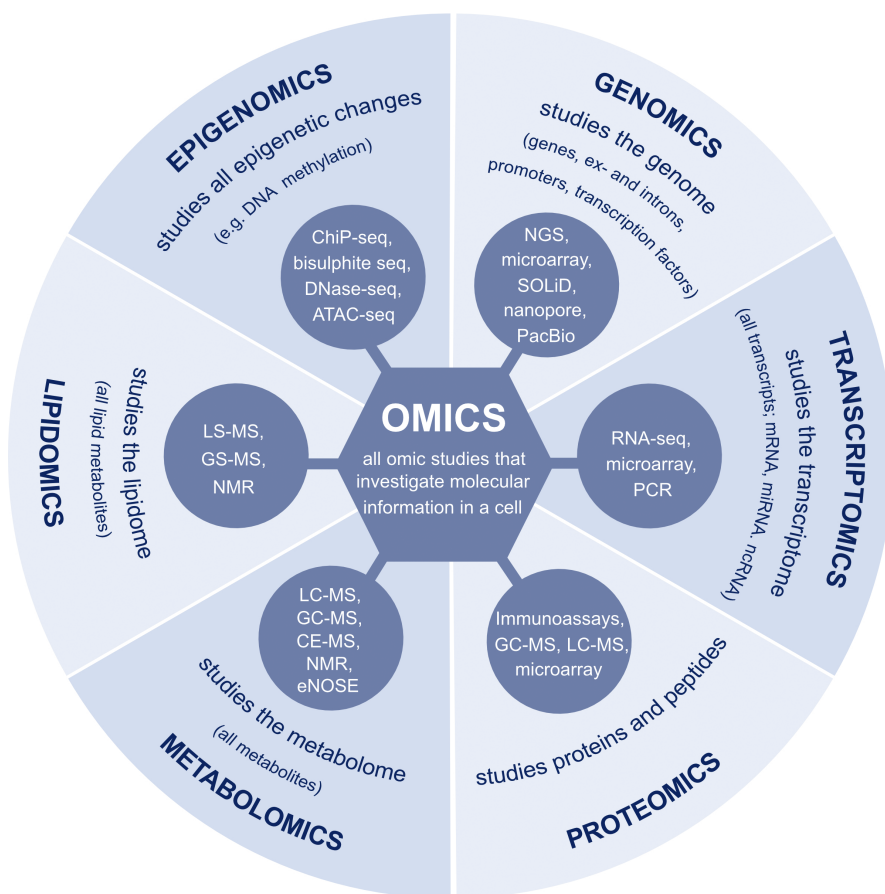 EPIGENOMICS
studies all epigenetic changes
(e.g. DNA methylation)
ChiP-seq,
bisulphite seq,
DNase-seq,
ATAC-seq
GENOMICS
studies the genome
(genes, ex- and introns,
promoters, transcription factors)
NGS,
microarray,
SOLiD,
nanopore,
PacBio
TRANSCRIPTOMICS
studies the transcriptome
(all transcripts; mRNA, miRNA. ncRNA)
RNA-seq,
microarray,
PCR
PROTEOMICS
studies proteins and peptides
Immunoassays,
GC-MS, LC-MS,
microarray
METABOLOMICS
studies the metabolome
(all metabolites)
LC-MS,
GC-MS,
CE-MS,
NMR,
eNOSE
LIPIDOMICS
studies the lipidome
(all lipid metabolites)
LS-MS,
GS-MS,
NMR
OMICS
all omic studies that
investigate molecular
information in a cell